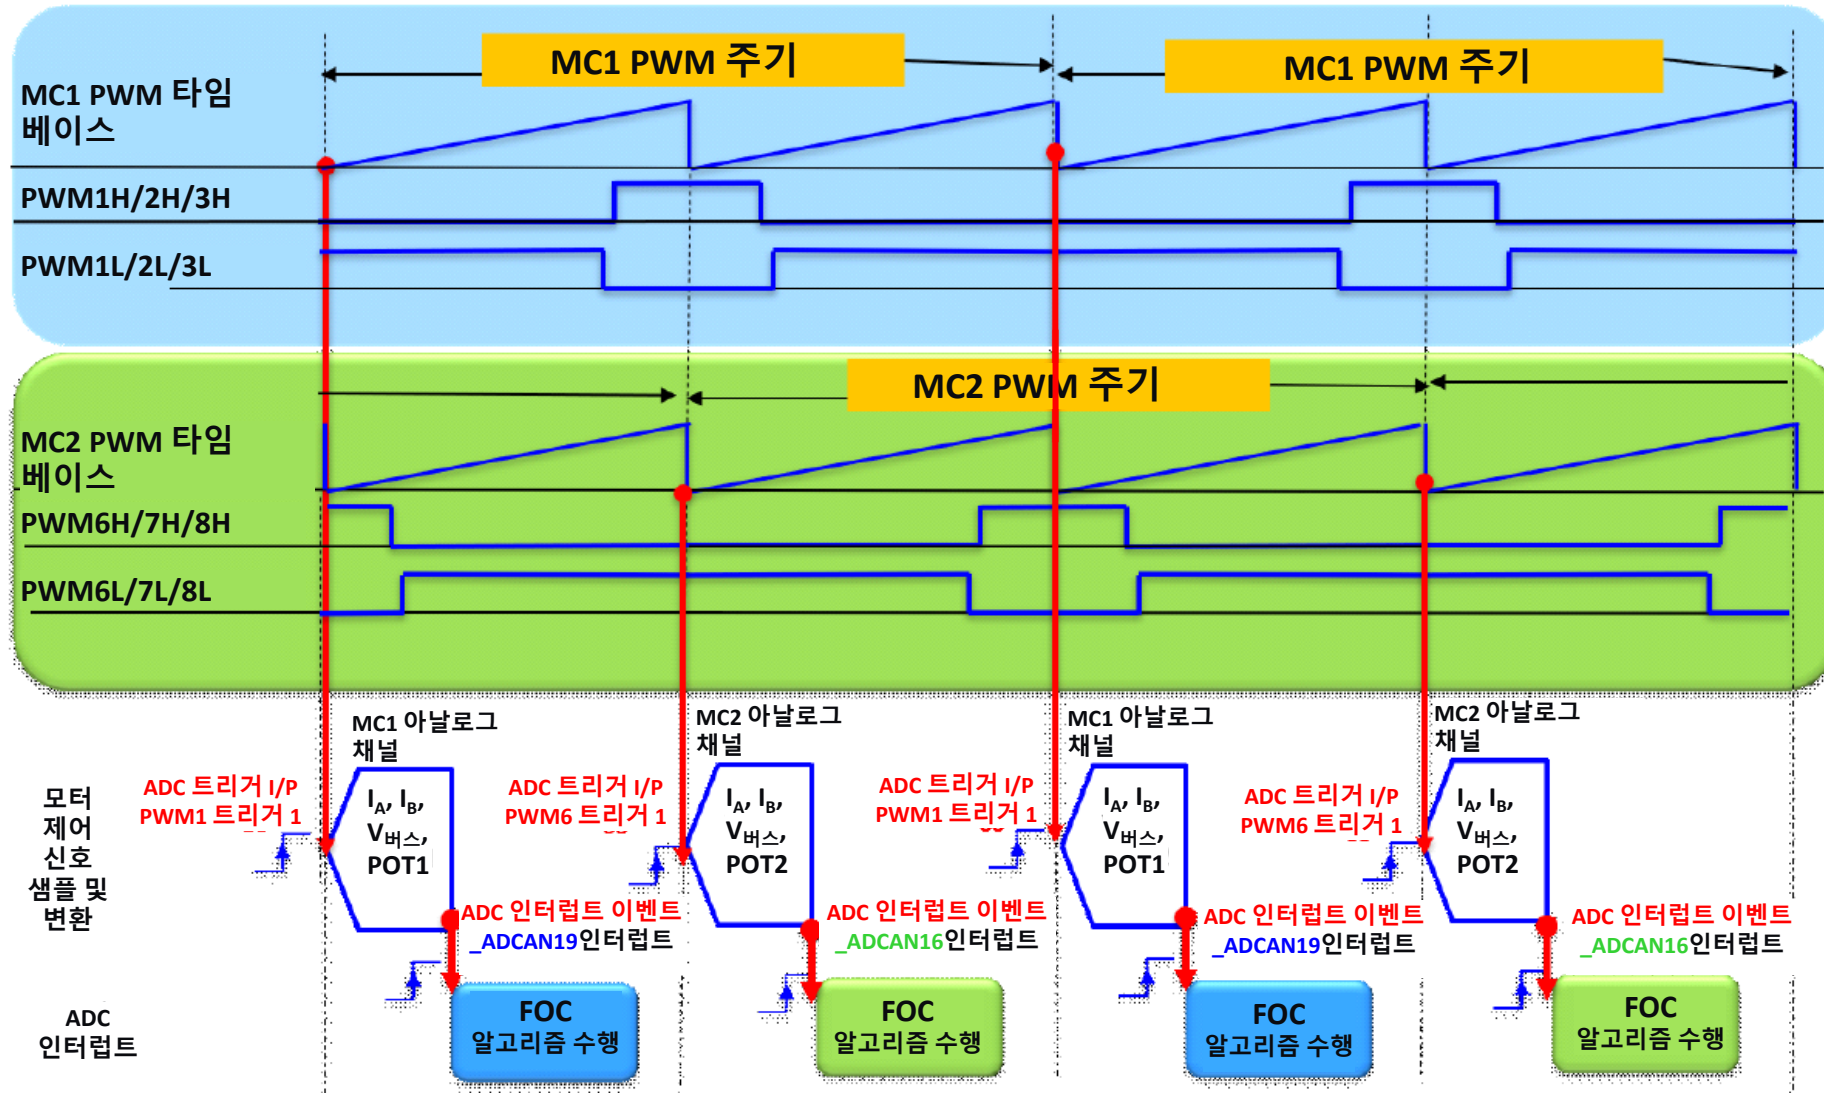 MC1 PWM 주기
MC1 PWM 주기
MC1 PWM 타임
베이스
PWM1H/2H/3H
PWM1L/2L/3L
MC2 PWM 주기
MC2 PWM 타임
베이스
PWM6H/7H/8H
PWM6L/7L/8L
MC1 아날로그
채널
MC2 아날로그
채널
MC1 아날로그
채널
MC2 아날로그
채널
모터
제어
신호
샘플 및
변환
ADC 트리거 I/P
PWM1 트리거 1
I_A, I_B,
V_버스,
POT1
ADC 트리거 I/P
PWM6 트리거 1
I_A, I_B,
V_버스,
POT2
ADC 트리거 I/P
PWM1 트리거 1
I_A, I_B,
V_버스,
POT1
ADC 트리거 I/P
PWM6 트리거 1
I_A, I_B,
V_버스,
POT2
ADC 인터럽트 이벤트
_ADCAN19인터럽트
ADC 인터럽트 이벤트
_ADCAN16인터럽트
ADC 인터럽트 이벤트
_ADCAN19인터럽트
ADC 인터럽트 이벤트
_ADCAN16인터럽트
ADC
인터럽트
FOC
알고리즘 수행
FOC
알고리즘 수행
FOC
알고리즘 수행
FOC
알고리즘 수행